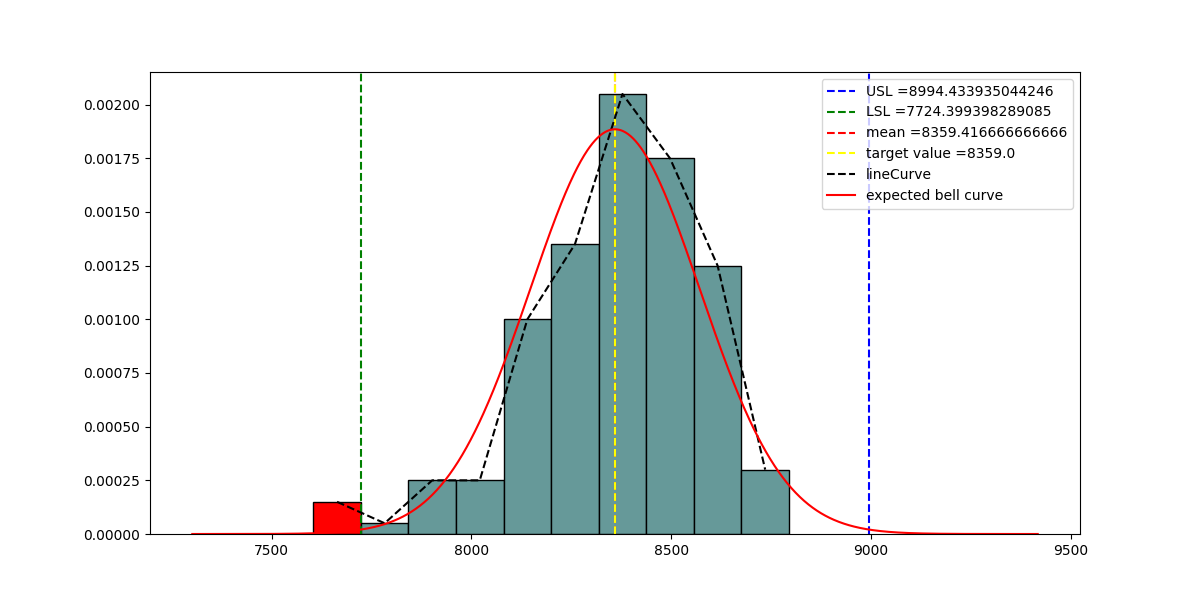 USL =8994.433935044246
LSL =7724.399398289085
mean =8359.416666666666
target value =8359.0
lineCurve
expected bell curve
0.00200
0.00175
0.00150
0.00125
0.00100
0.00075
0.00050
0.00025
0.00000
7500 8000 8500 9000 9500